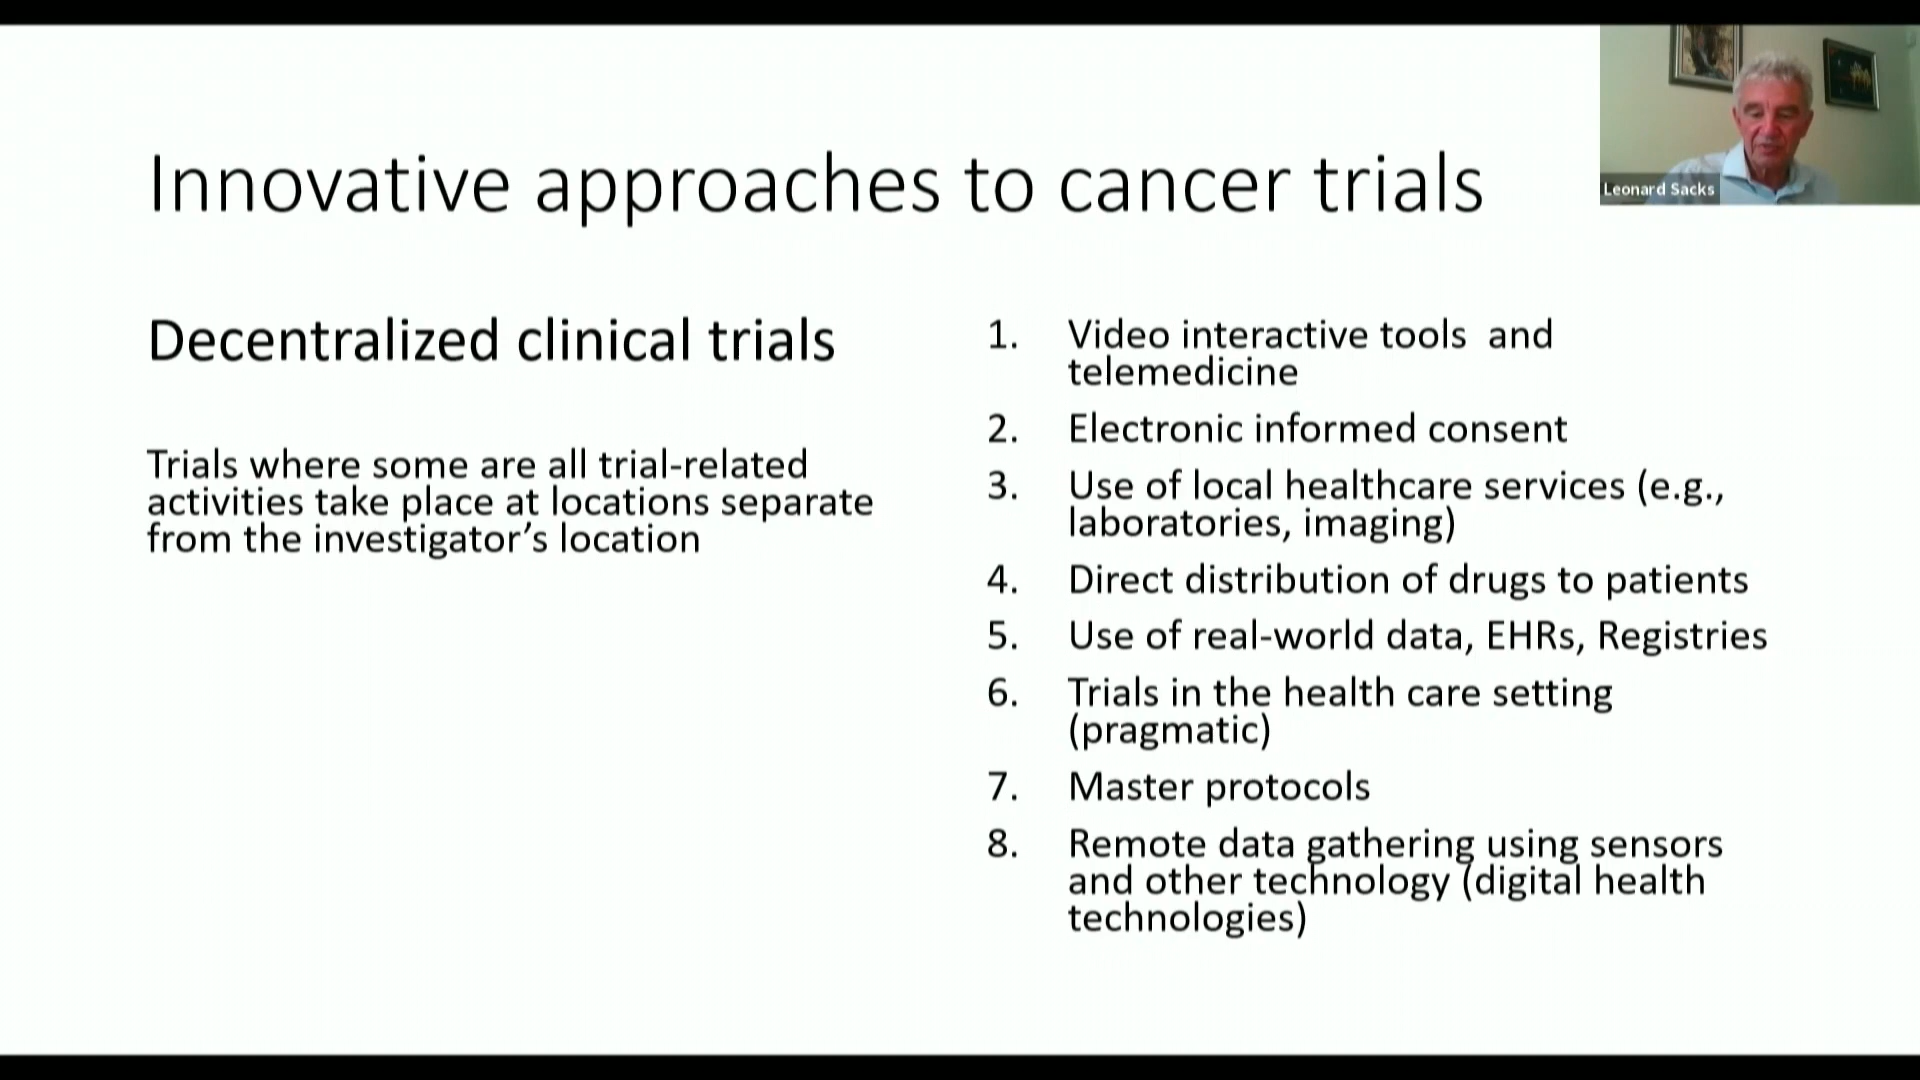 Innovative approaches to cancer trials
Leonard Sacks
Decentralized clinical trials
Trials where some are all trial-related
activities take place at locations separate
from the investigator’s location
1. Video interactive tools  and
telemedicine
2. Electronic informed consent
3. Use of local healthcare services (e.g.,
laboratories, imaging)
4. Direct distribution of drugs to patients
5. Use of real-world data, EHRs, Registries
6. Trials in the health care setting
(pragmatic)
7. Master protocols
8. Remote data gathering using sensors
and other technology (digital health
technologies)